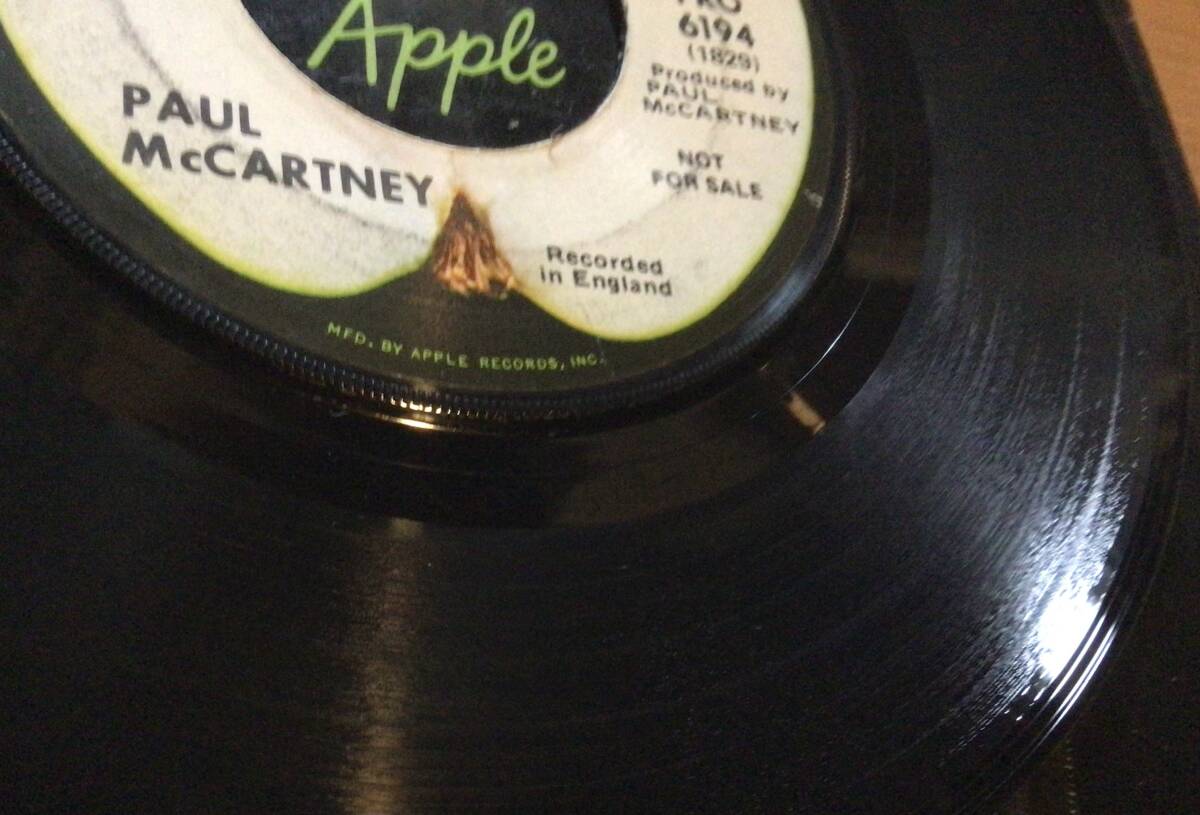 Apple
PAUL
McCARTNEY
PRO
6194
(1829)
Produced by
PAUL
McCARTNEY
NOT
FOR SALE
Recorded
in England
MFD. BY APPLE RECORDS, INC.